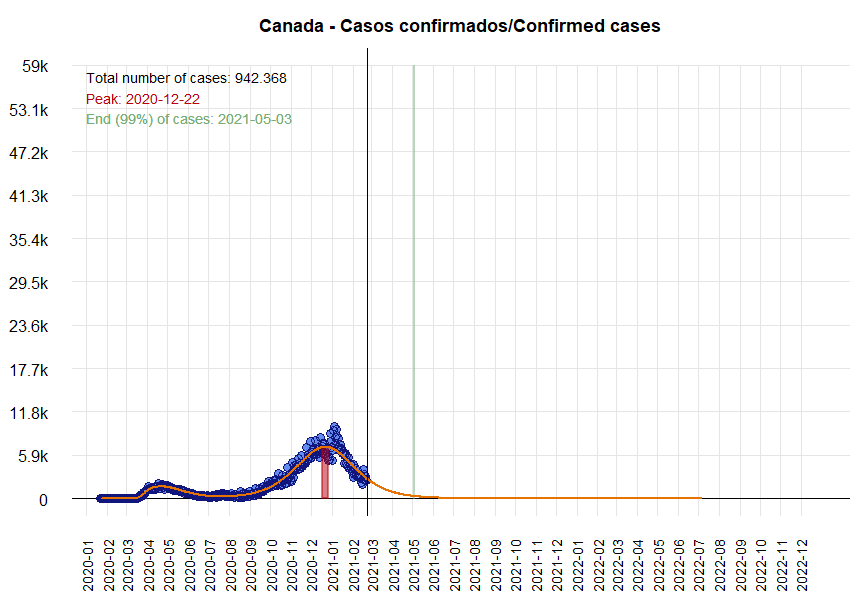 Canada - Casos confirmados/Confirmed cases
59k
53.1k
47.2k
41.3k
35.4k
29.5k
23.6k
17.7k
11.8k
5.9k
0
Total number of cases: 942.368
Peak: 2020-12-22
End (99%) of cases: 2021-05-03
2020-01
2020-02
2020-03
2020-04
2020-05
2020-06
2020-07
2020-08
2020-09
2020-10
2020-11
2020-12
2021-01
2021-02
2021-03
2021-04
2021-05
2021-06
2021-07
2021-08
2021-09
2021-10
2021-11
2021-12
2022-01
2022-02
2022-03
2022-04
2022-05
2022-06
2022-07
2022-08
2022-09
2022-10
2022-11
2022-12